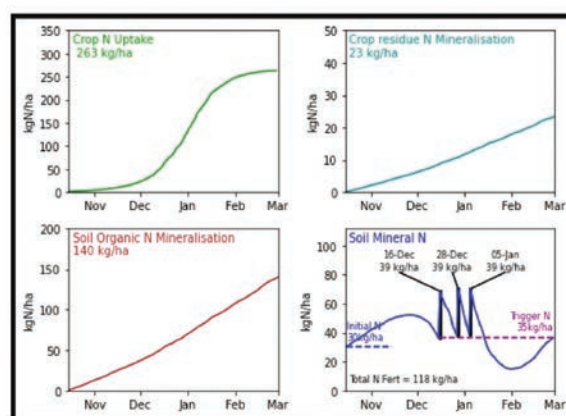 Crop N Uptake
263 kg/ha
kgN/ha
350
300
250
200
150
100
50
0
Nov Dec Jan Feb Mar
Crop residue N Mineralisation
23 kg/ha
kgN/ha
50
40
30
20
10
0
Nov Dec Jan Feb Mar
Soil Organic N Mineralisation
140 kg/ha
kgN/ha
200
150
100
50
0
Nov Dec Jan Feb Mar
Soil Mineral N
kgN/ha
100
80
60
40
20
0
16-Dec 28-Dec 05-Jan
39 kg/ha 39 kg/ha 39 kg/ha
Initial N
30kg/ha
Trigger N
35kg/ha
Total N Fert = 118 kg/ha
Nov Dec Jan Feb Mar